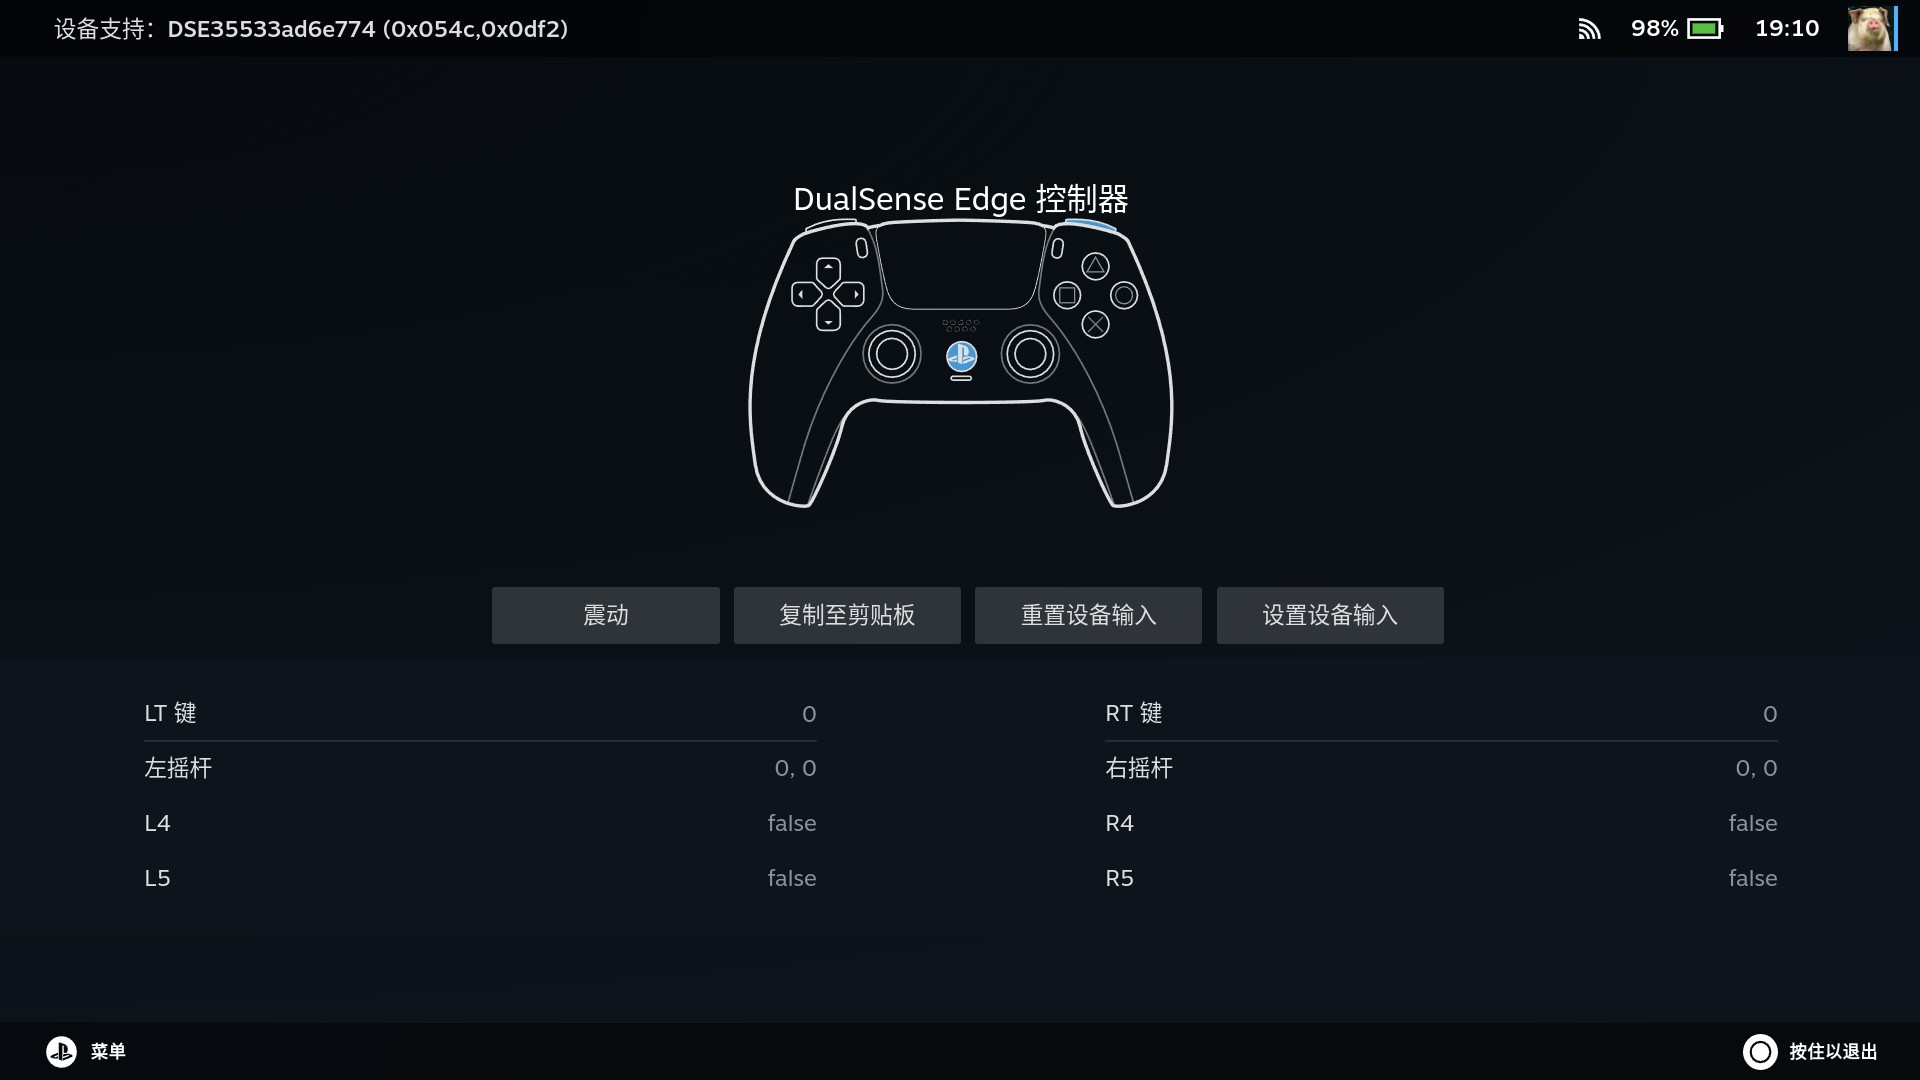 设备支持：DSE35533ad6e774 (0x054c,0x0df2)
98%
19:10
DualSense Edge 控制器
震动
复制至剪贴板
重置设备输入
设置设备输入
LT 键 0
RT 键 0
左摇杆 0, 0
右摇杆 0, 0
L4 false
R4 false
L5 false
R5 false
菜单
按住以退出